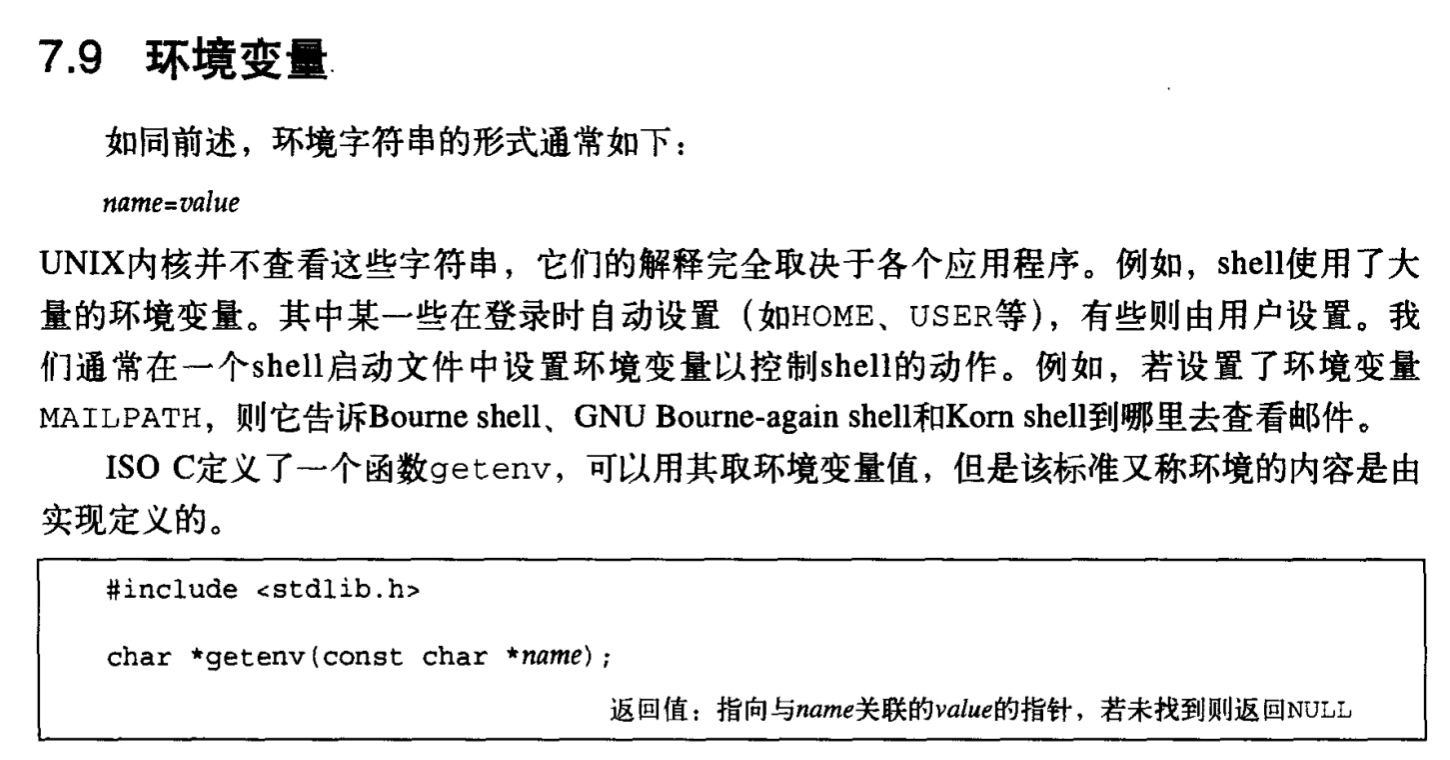 7.9 环境变量
如同前述，环境字符串的形式通常如下：
name=value
UNIX内核并不查看这些字符串，它们的解释完全取决于各个应用程序。例如，shell使用了大
量的环境变量。其中某一些在登录时自动设置（如HOME、USER等），有些则由用户设置。我
们通常在一个shell启动文件中设置环境变量以控制shell的动作。例如，若设置了环境变量
MAILPATH，则它告诉Bourne shell、GNU Bourne-again shell和Korn shell到哪里去查看邮件。
ISO C定义了一个函数getenv，可以用其取环境变量值，但是该标准又称环境的内容是由
实现定义的。
#include <stdlib.h>
char *getenv(const char *name);
返回值：指向与name关联的value的指针，若未找到则返回NULL